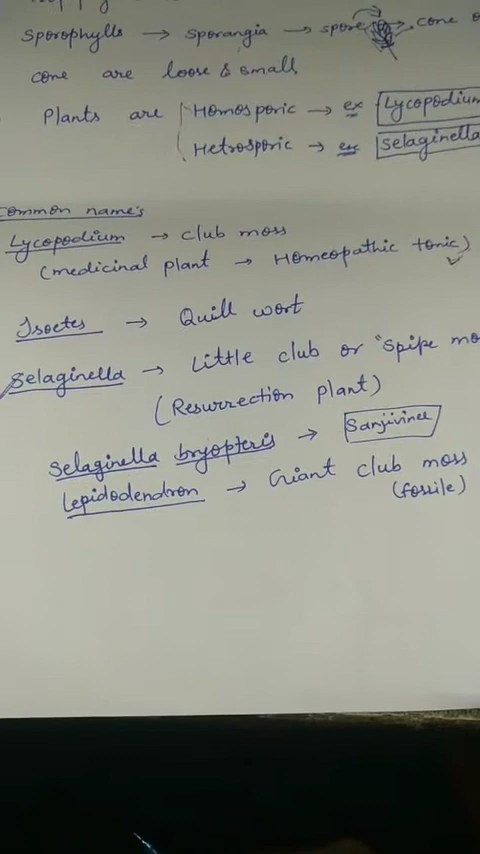 Sporophylls → Sporangia → spore → cone
cone are loose & small
Plants are Homosporic → ex Lycopodium
Hetrosporic → ex Selaginella
Common name's
Lycopodium → club moss
(medicinal plant → Homeopathic tonic)
Isoetes → Quill wort
Selaginella → Little club or "Spike mo
(Resurrection plant)
Selaginella bryopteris → Sanjivinee
Lepidodendron → Giant club moss
(fossile)